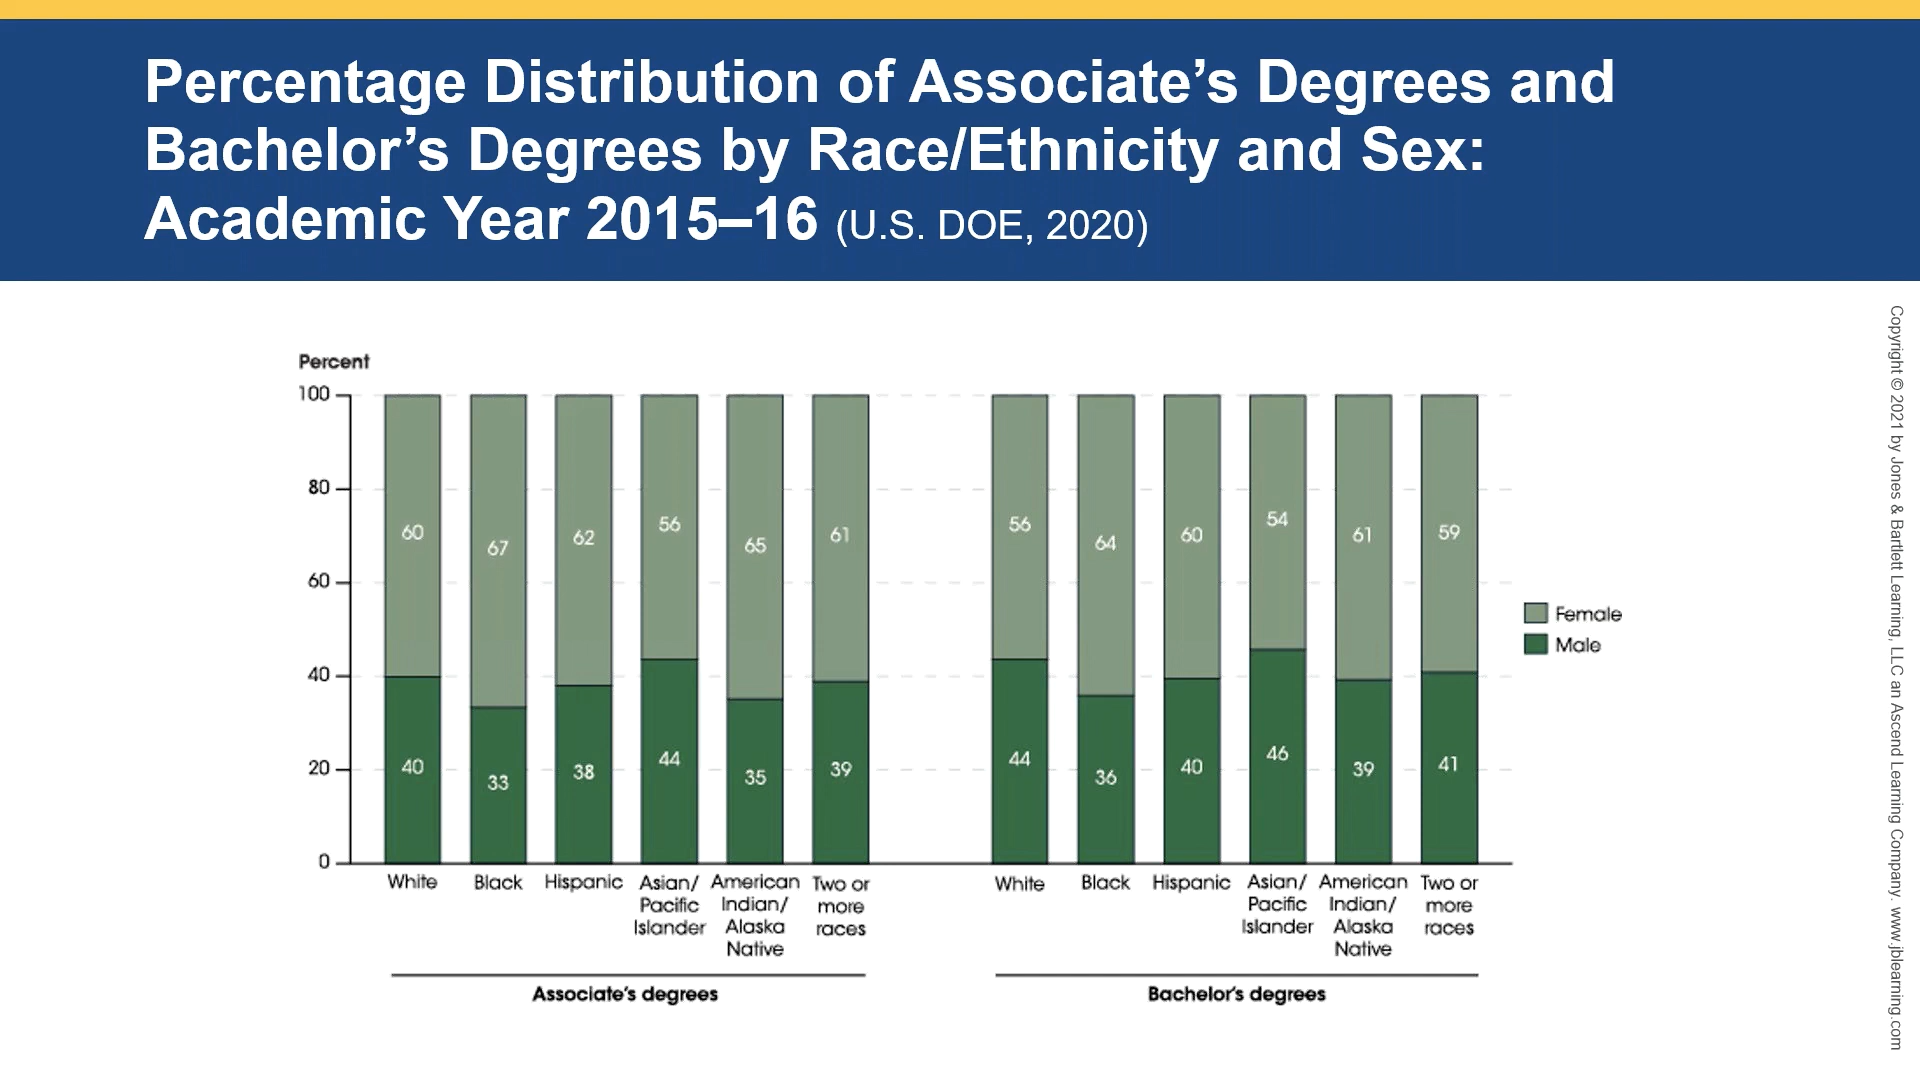 Percentage Distribution of Associate’s Degrees and
Bachelor’s Degrees by Race/Ethnicity and Sex:
Academic Year 2015–16 (U.S. DOE, 2020)
Percent
100
80
60
40
20
0
60 67 62 56 65 61
40 33 38 44 35 39
56 64 60 54 61 59
44 36 40 46 39 41
Female
Male
White Black Hispanic Asian/ American Two or
Pacific Indian/ more
Islander Alaska races
Native
Associate’s degrees
White Black Hispanic Asian/ American Two or
Pacific Indian/ more
Islander Alaska races
Native
Bachelor’s degrees
Copyright © 2021 by Jones & Bartlett Learning, LLC an Ascend Learning Company. www.jblearning.com